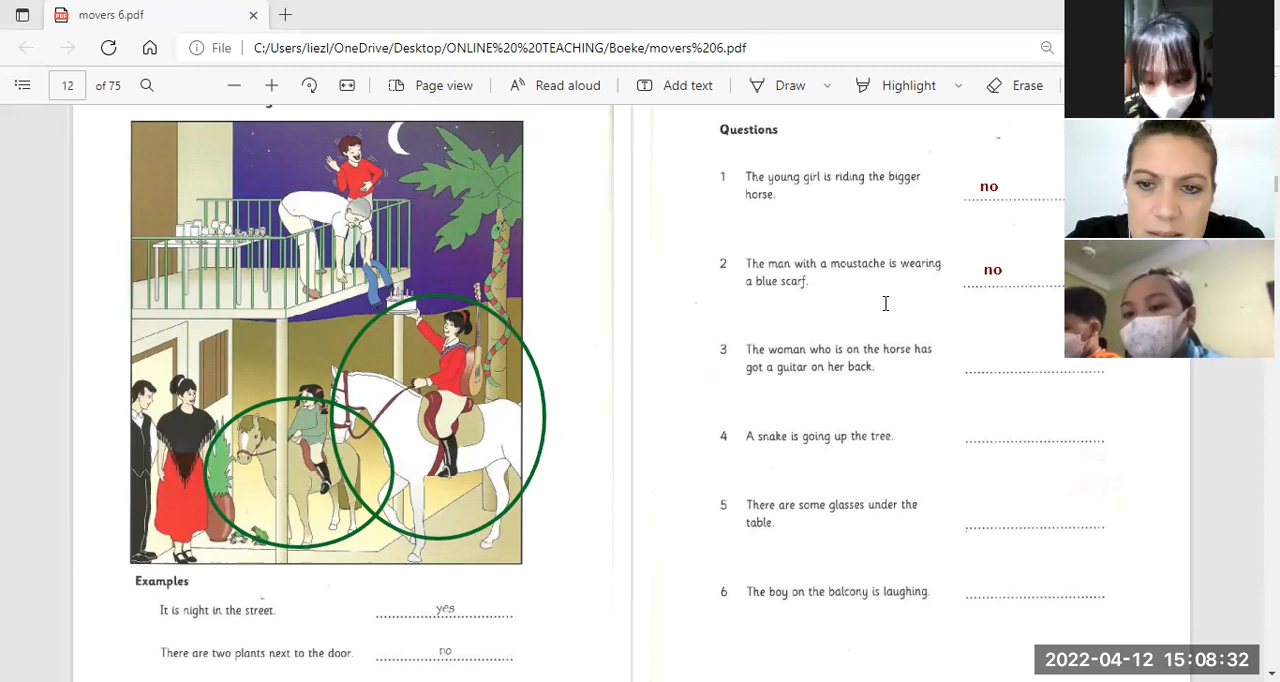 movers 6.pdf
File C:/Users/liezl/OneDrive/Desktop/ONLINE%20%20TEACHING/Boeke/movers%206.pdf
12 of 75 Page view Read aloud Add text Draw Highlight Erase
Questions
1 The young girl is riding the bigger
horse.
no
2 The man with a moustache is wearing
a blue scarf.
no
3 The woman who is on the horse has
got a guitar on her back.
4 A snake is going up the tree.
5 There are some glasses under the
table.
6 The boy on the balcony is laughing.
Examples
It is night in the street. yes
There are two plants next to the door. no
2022-04-12 15:08:32